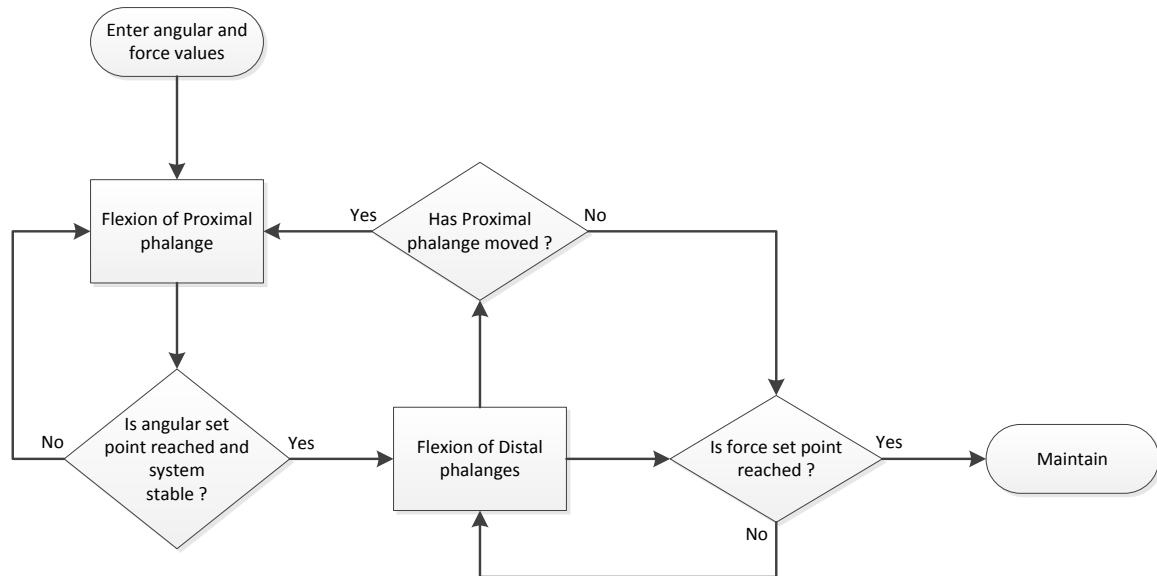 Enter angular and
force values
Flexion of Proximal
phalange
Yes
Has Proximal
phalange moved ?
No
No
Is angular set
point reached and
system
stable ?
Yes
Flexion of Distal
phalanges
Is force set point
reached ?
Yes
Maintain
No